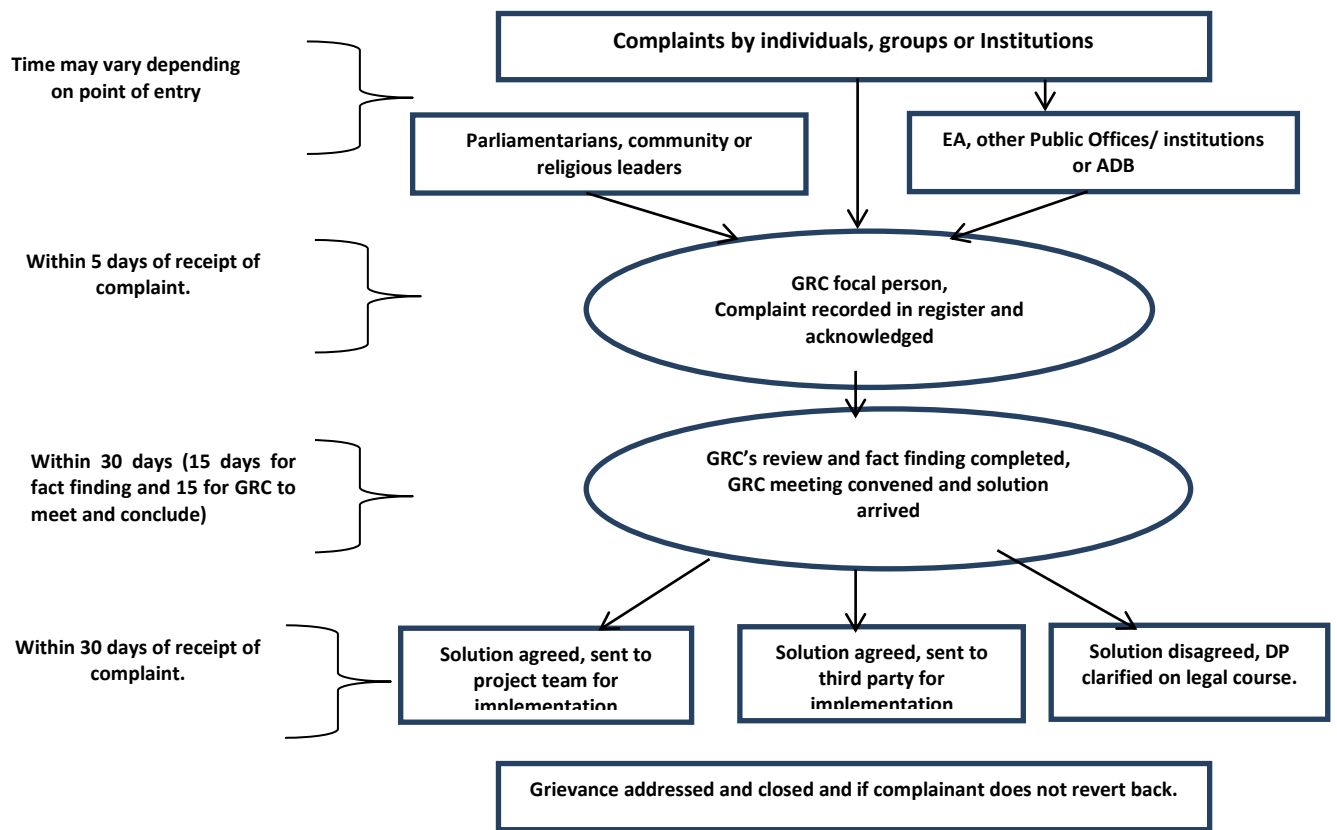 Complaints by individuals, groups or Institutions
Time may vary depending
on point of entry
Parliamentarians, community or
religious leaders
EA, other Public Offices/ institutions
or ADB
Within 5 days of receipt of
complaint.
GRC focal person,
Complaint recorded in register and
acknowledged
Within 30 days (15 days for
fact finding and 15 for GRC to
meet and conclude)
GRC’s review and fact finding completed,
GRC meeting convened and solution
arrived
Within 30 days of receipt of
complaint.
Solution agreed, sent to
project team for
implementation
Solution agreed, sent to
third party for
implementation
Solution disagreed, DP
clarified on legal course.
Grievance addressed and closed and if complainant does not revert back.